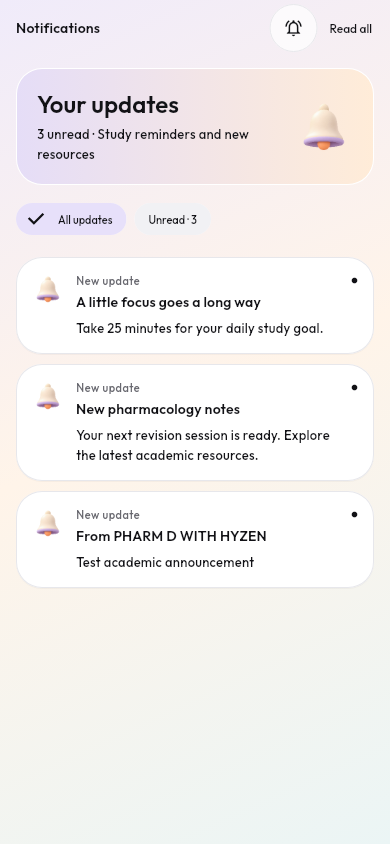 Notifications
Read all
Your updates
3 unread · Study reminders and new
resources
All updates
Unread · 3
New update
A little focus goes a long way
Take 25 minutes for your daily study goal.
New update
New pharmacology notes
Your next revision session is ready. Explore
the latest academic resources.
New update
From PHARM D WITH HYZEN
Test academic announcement